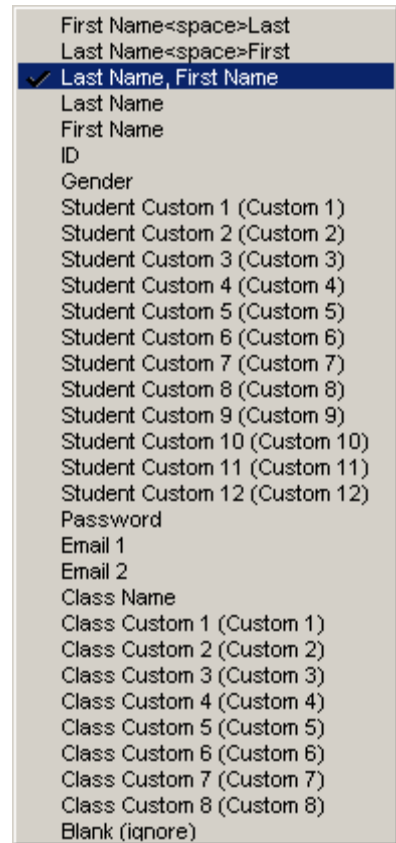 First Name<space>Last
Last Name<space>First
Last Name, First Name
Last Name
First Name
ID
Gender
Student Custom 1 (Custom 1)
Student Custom 2 (Custom 2)
Student Custom 3 (Custom 3)
Student Custom 4 (Custom 4)
Student Custom 5 (Custom 5)
Student Custom 6 (Custom 6)
Student Custom 7 (Custom 7)
Student Custom 8 (Custom 8)
Student Custom 9 (Custom 9)
Student Custom 10 (Custom 10)
Student Custom 11 (Custom 11)
Student Custom 12 (Custom 12)
Password
Email 1
Email 2
Class Name
Class Custom 1 (Custom 1)
Class Custom 2 (Custom 2)
Class Custom 3 (Custom 3)
Class Custom 4 (Custom 4)
Class Custom 5 (Custom 5)
Class Custom 6 (Custom 6)
Class Custom 7 (Custom 7)
Class Custom 8 (Custom 8)
Blank (ignore)